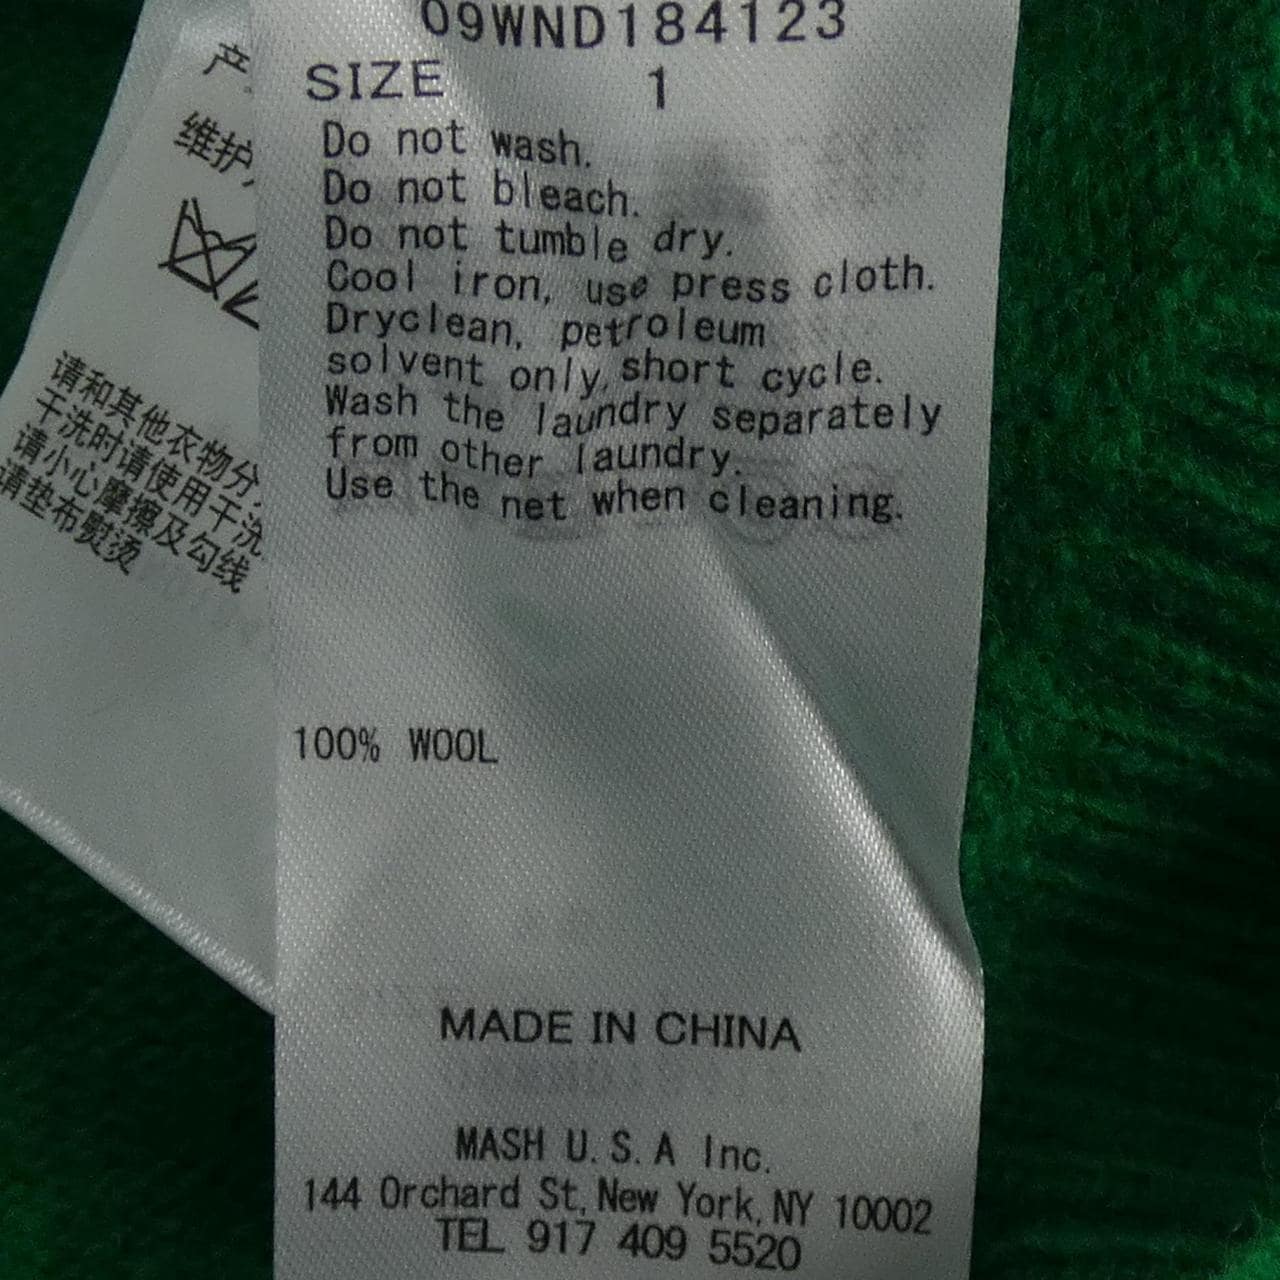 09WND184123
SIZE 1
Do not wash.
Do not bleach.
Do not tumble dry.
Cool iron, use press cloth.
Dryclean, petroleum
solvent only, short cycle.
Wash the laundry separately
from other laundry.
Use the net when cleaning.
100% WOOL
MADE IN CHINA
MASH U.S.A Inc.
144 Orchard St, New York, NY 10002
TEL 917 409 5520
产
维护
请和其他衣物分
干洗时请使用干洗
请小心摩擦及勾线
请垫布熨烫